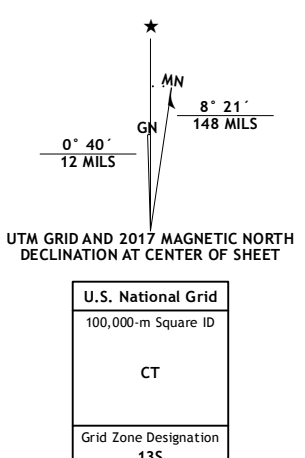 ★
MN
GN
8° 21´
148 MILS
0° 40´
12 MILS
UTM GRID AND 2017 MAGNETIC NORTH
DECLINATION AT CENTER OF SHEET
U.S. National Grid
100,000-m Square ID
CT
Grid Zone Designation
13S